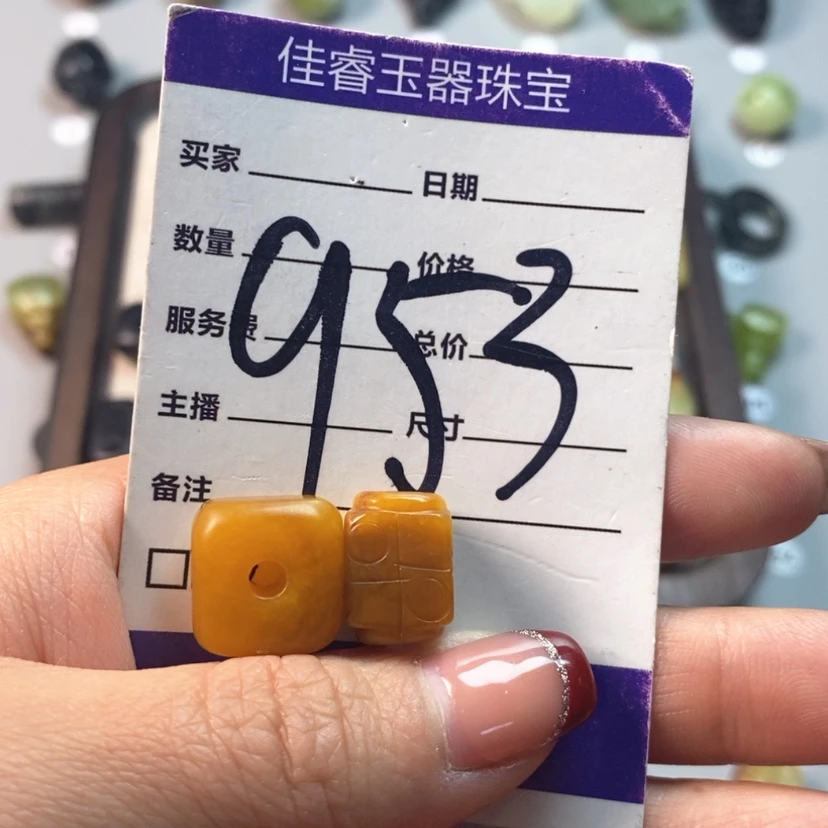 佳睿玉器珠宝
买家 日期
数量 价格
服务费 总价
主播 尺寸
备注
953